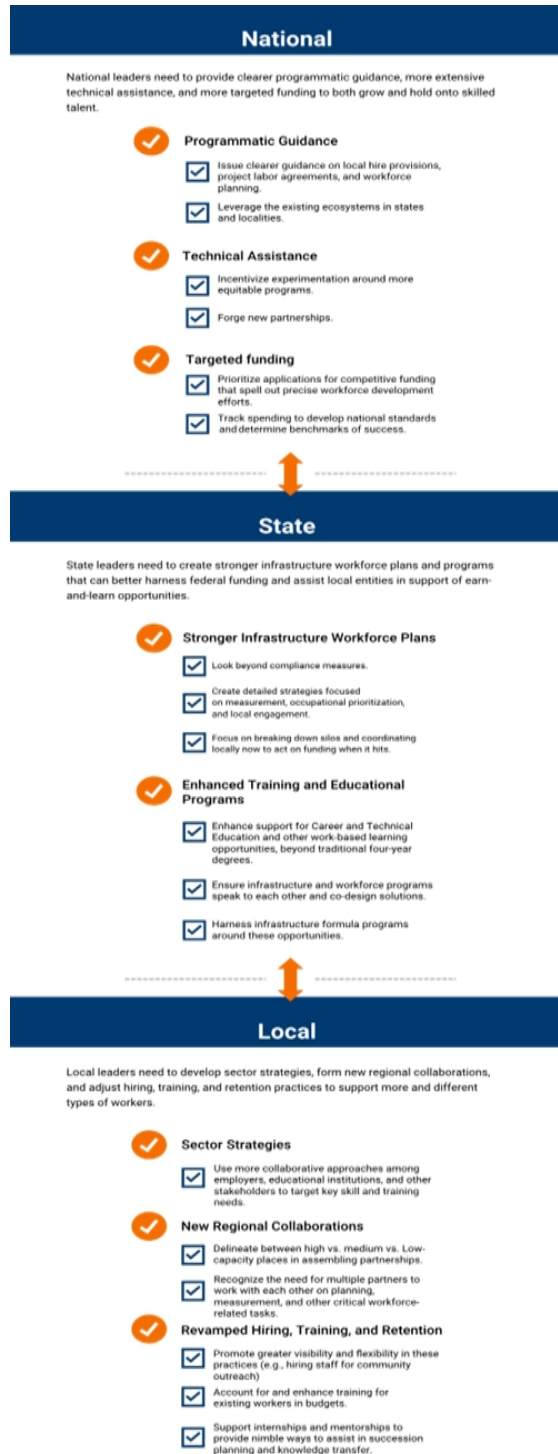 National
National leaders need to provide clearer programmatic guidance, more extensive
technical assistance, and more targeted funding to both grow and hold onto skilled
talent.
Programmatic Guidance
Issue clearer guidance on local hire provisions,
project labor agreements, and workforce
planning.
Leverage the existing ecosystems in states
and localities.
Technical Assistance
Incentivize experimentation around more
equitable programs.
Forge new partnerships.
Targeted funding
Prioritize applications for competitive funding
that spell out precise workforce development
efforts.
Track spending to develop national standards
and determine benchmarks of success.
State
State leaders need to create stronger infrastructure workforce plans and programs
that can better harness federal funding and assist local entities in support of earn-
and-learn opportunities.
Stronger Infrastructure Workforce Plans
Look beyond compliance measures.
Create detailed strategies focused
on measurement, occupational prioritization,
and local engagement.
Focus on breaking down silos and coordinating
locally now to act on funding when it hits.
Enhanced Training and Educational
Programs
Enhance support for Career and Technical
Education and other work-based learning
opportunities, beyond traditional four-year
degrees.
Ensure infrastructure and workforce programs
speak to each other and co-design solutions.
Harness infrastructure formula programs
around these opportunities.
Local
Local leaders need to develop sector strategies, form new regional collaborations,
and adjust hiring, training, and retention practices to support more and different
types of workers.
Sector Strategies
Use more collaborative approaches among
employers, educational institutions, and other
stakeholders to target key skill and training
needs.
New Regional Collaborations
Delineate between high vs. medium vs. Low-
capacity places in assembling partnerships.
Recognize the need for multiple partners to
work with each other on planning,
measurement, and other critical workforce-
related tasks.
Revamped Hiring, Training, and Retention
Promote greater visibility and flexibility in these
practices (e.g., hiring staff for community
outreach)
Account for and enhance training for
existing workers in budgets.
Support internships and mentorships to
provide nimble ways to assist in succession
planning and knowledge transfer.